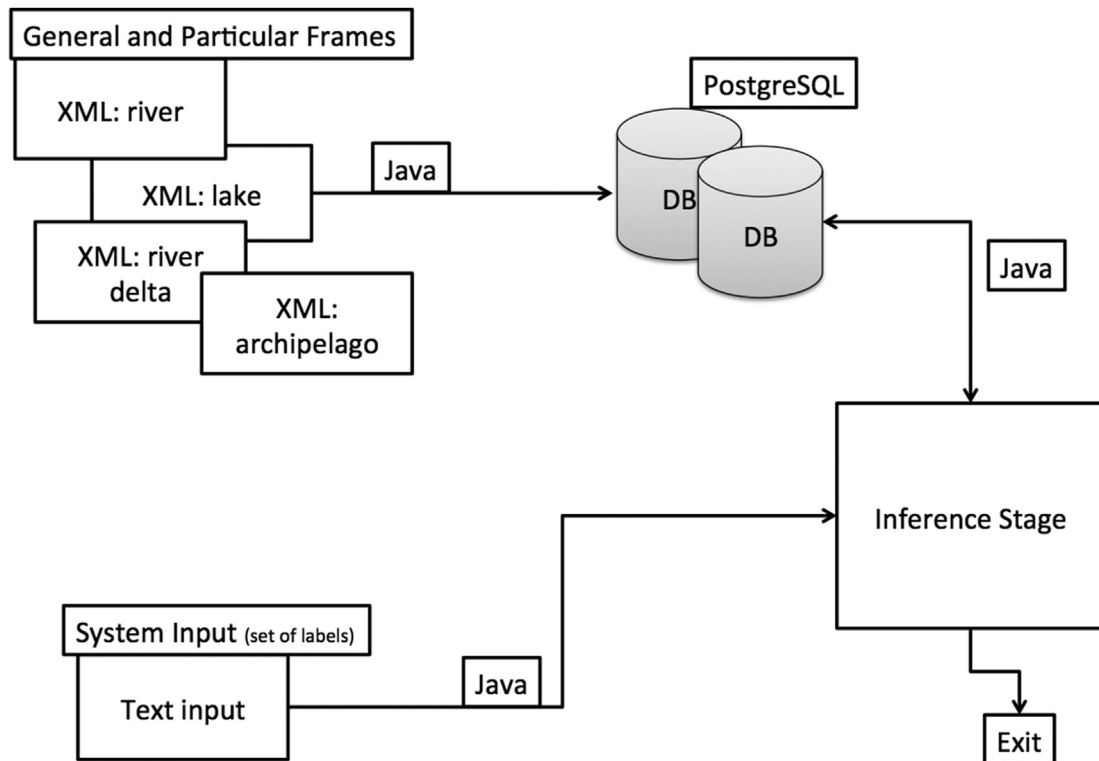 General and Particular Frames
XML: river
XML: lake
XML: river
delta
XML:
archipelago
Java
PostgreSQL
DB
DB
Java
Inference Stage
System Input (set of labels)
Text input
Java
Exit